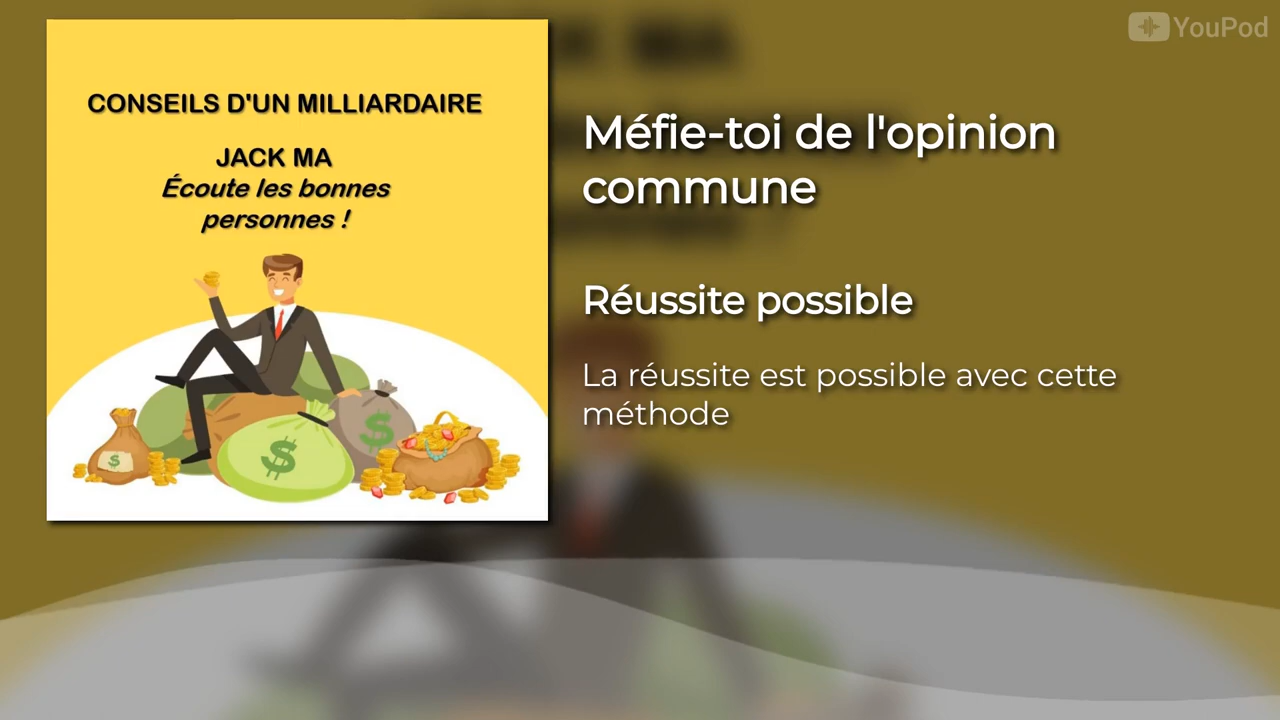 CONSEILS D'UN MILLIARDAIRE
JACK MA
Écoute les bonnes
personnes !
$
$
$
YouPod
Méfie-toi de l'opinion
commune
Réussite possible
La réussite est possible avec cette
méthode